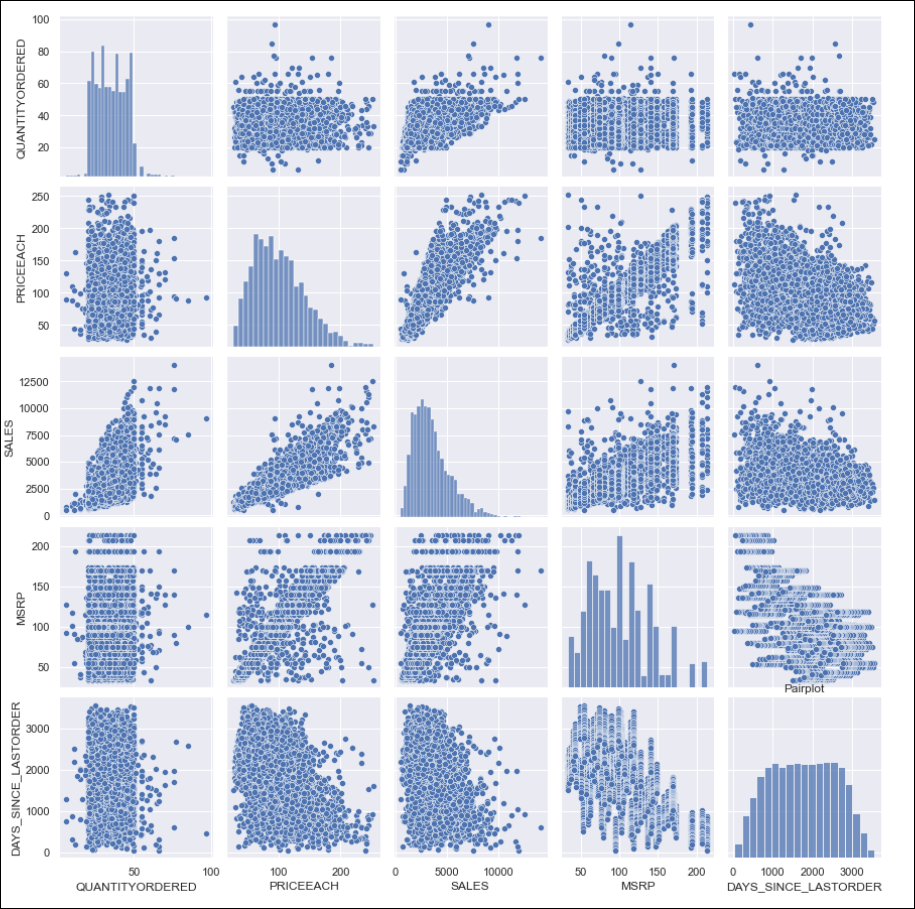 100
80
60
40
20
QUANTITYORDERED
250
200
150
100
50
PRICEEACH
12500
10000
7500
5000
2500
0
SALES
200
150
100
50
MSRP
Pairplot
3000
2000
1000
0
DAYS_SINCE_LASTORDER
50 100
100 200
0 5000 10000
50 100 150 200
0 1000 2000 3000
QUANTITYORDERED PRICEEACH SALES MSRP DAYS_SINCE_LASTORDER